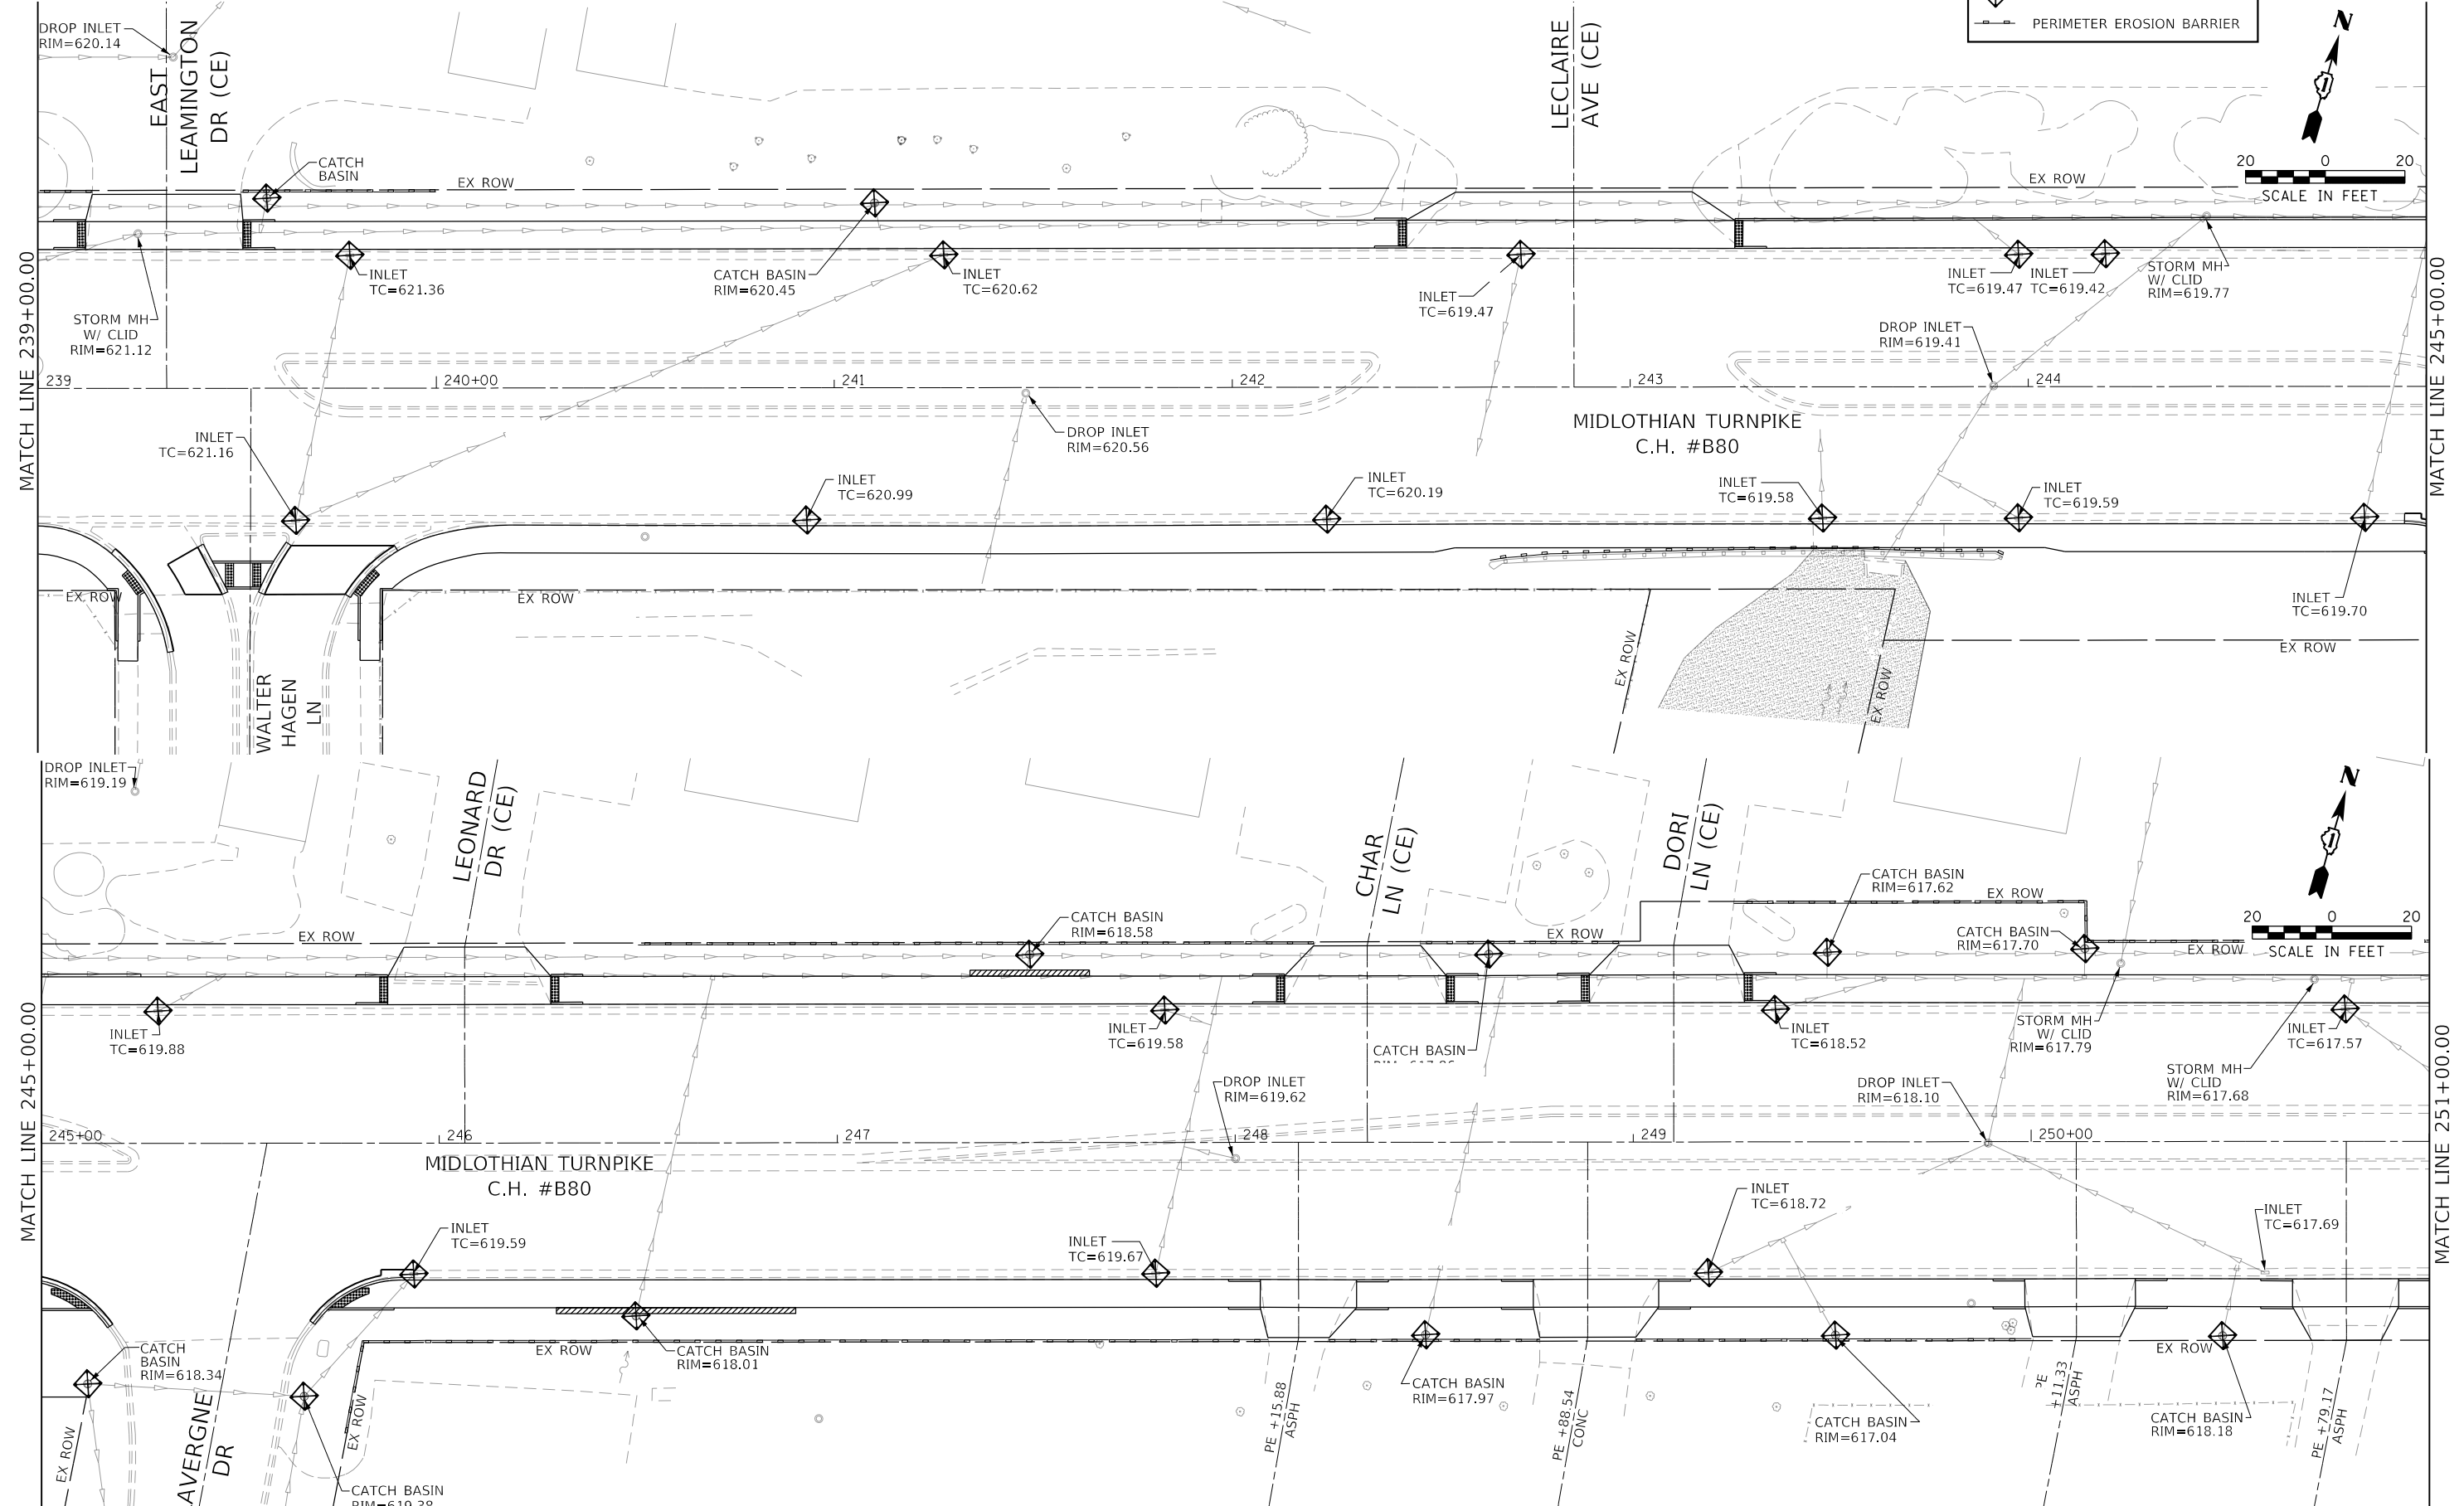 DROP INLET
RIM=620.14
EAST
LEAMINGTON
DR (CE)
LECLAIRE
AVE (CE)
PERIMETER EROSION BARRIER
N
20 0 20
SCALE IN FEET
CATCH
BASIN
EX ROW
EX ROW
MATCH LINE 239+00.00
STORM MH
W/ CLID
RIM=621.12
INLET
TC=621.36
CATCH BASIN
RIM=620.45
INLET
TC=620.62
INLET
TC=619.47
INLET
TC=619.47
INLET
TC=619.42
STORM MH
W/ CLID
RIM=619.77
DROP INLET
RIM=619.41
MATCH LINE 245+00.00
239
240+00
241
242
243
244
MIDLOTHIAN TURNPIKE
C.H. #B80
INLET
TC=621.16
DROP INLET
RIM=620.56
INLET
TC=620.99
INLET
TC=620.19
INLET
TC=619.58
INLET
TC=619.59
INLET
TC=619.70
EX ROW
EX ROW
EX ROW
EX ROW
EX ROW
WALTER
HAGEN
LN
DROP INLET
RIM=619.19
LEONARD
DR (CE)
CHAR
LN (CE)
DORI
LN (CE)
N
20 0 20
SCALE IN FEET
CATCH BASIN
RIM=617.62
EX ROW
CATCH BASIN
RIM=618.58
EX ROW
EX ROW
CATCH BASIN
RIM=617.70
EX ROW
MATCH LINE 245+00.00
INLET
TC=619.88
INLET
TC=619.58
CATCH BASIN
INLET
TC=618.52
STORM MH
W/ CLID
RIM=617.79
INLET
TC=617.57
STORM MH
W/ CLID
RIM=617.68
DROP INLET
RIM=619.62
DROP INLET
RIM=618.10
MATCH LINE 251+00.00
245+00
246
247
248
249
250+00
MIDLOTHIAN TURNPIKE
C.H. #B80
INLET
TC=619.59
INLET
TC=619.67
INLET
TC=618.72
INLET
TC=617.69
CATCH
BASIN
RIM=618.34
EX ROW
CATCH BASIN
RIM=618.01
EX ROW
EX ROW
EX ROW
CATCH BASIN
RIM=617.97
CATCH BASIN
RIM=617.04
CATCH BASIN
RIM=618.18
PE +15.88
ASPH
PE +88.54
CONC
PE
+11.33
ASPH
PE +79.17
ASPH
AVERGNE
DR
CATCH BASIN
RIM=619.38